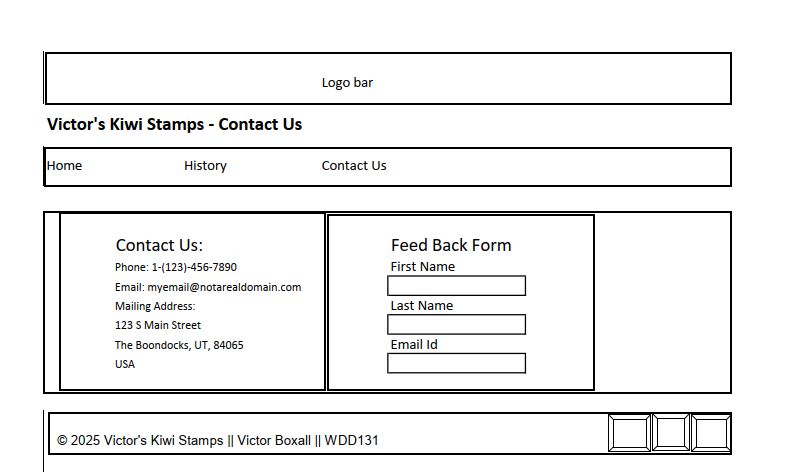 Logo bar
Victor's Kiwi Stamps - Contact Us
Home History Contact Us
Contact Us:
Phone: 1-(123)-456-7890
Email: myemail@notarealdomain.com
Mailing Address:
123 S Main Street
The Boondocks, UT, 84065
USA
Feed Back Form
First Name
Last Name
Email Id
© 2025 Victor's Kiwi Stamps || Victor Boxall || WDD131